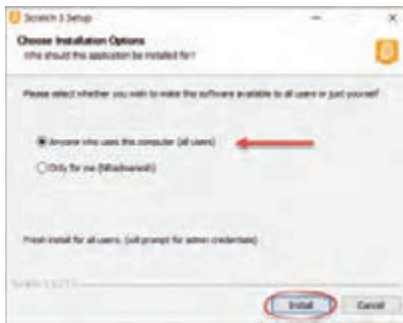 Scratch 3 Setup
Choose Installation Options
Who should this application be installed for?
Please select whether you wish to make this software available to all users or just yourself
Anyone who uses this computer (all users)
Only for me
Fresh install for all users. (will prompt for admin credentials)
Install
Cancel